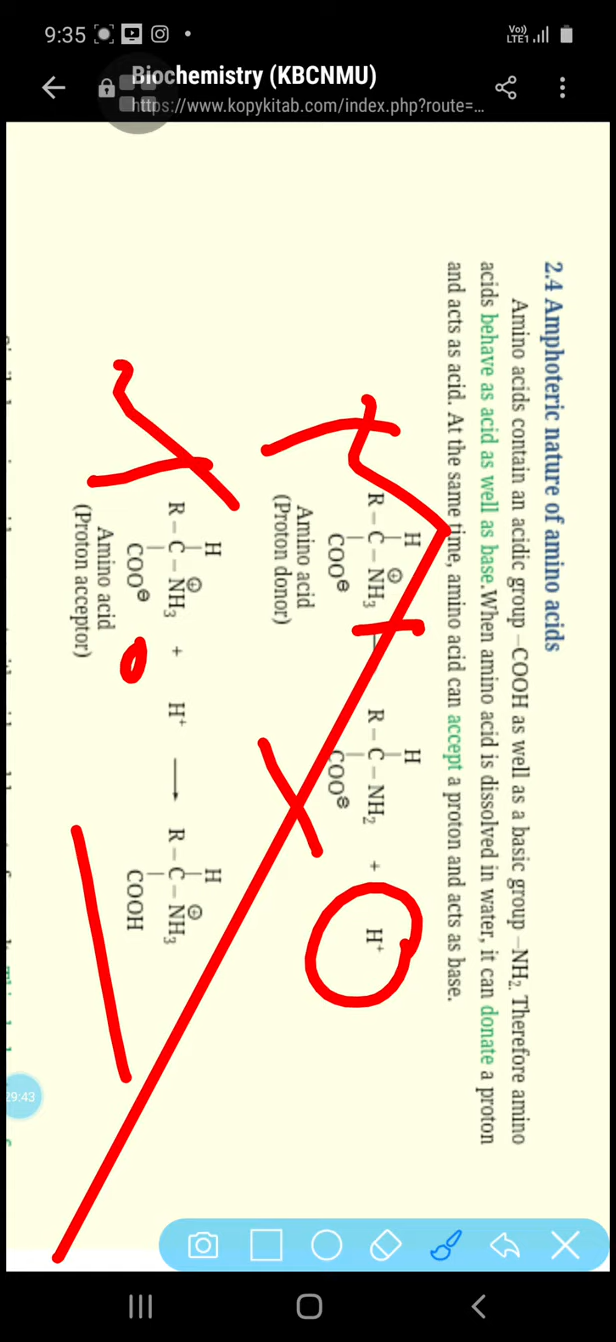 9:35
Vo))
LTE1
Biochemistry (KBCNMU)
https://www.kopykitab.com/index.php?route=...
2.4 Amphoteric nature of amino acids
Amino acids contain an acidic group –COOH as well as a basic group –NH₂. Therefore amino
acids behave as acid as well as base. When amino acid is dissolved in water, it can donate a proton
and acts as acid. At the same time, amino acid can accept a proton and acts as base.
H H
R – C – NH₃ R – C – NH₂ + H⁺
⊕
COO⊖ COO⊖
Amino acid
(Proton donor)
H H
R – C – NH₃ + H⁺ ⟶ R – C – NH₃
⊕ ⊕
COO⊖ COOH
Amino acid
(Proton acceptor)
29:43